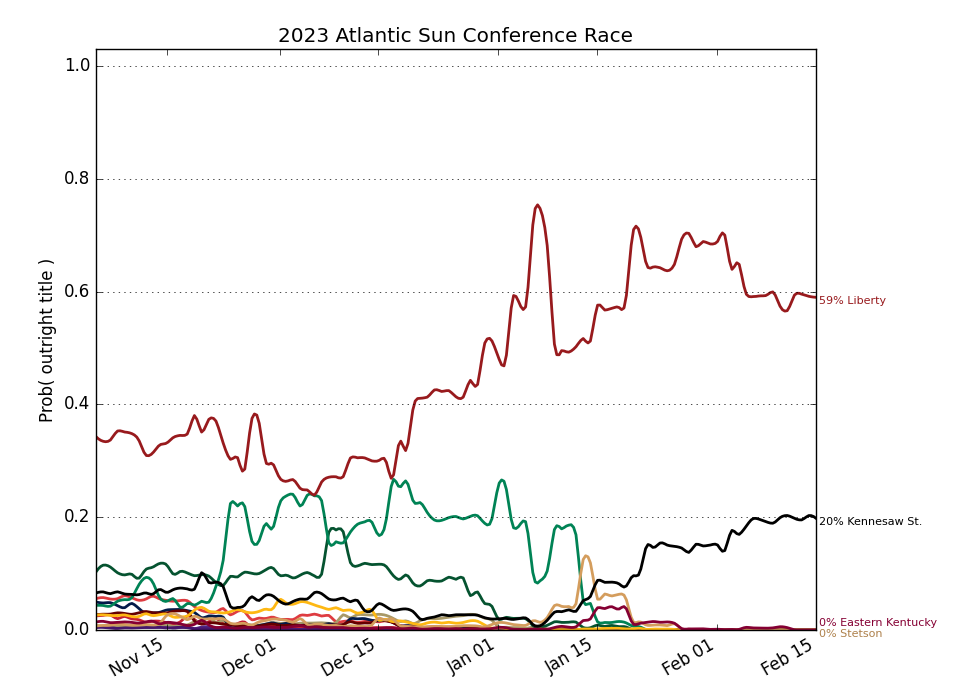 2023 Atlantic Sun Conference Race
Prob( outright title )
1.0
0.8
0.6
0.4
0.2
0.0
59% Liberty
20% Kennesaw St.
0% Eastern Kentucky
0% Stetson
Nov 15
Dec 01
Dec 15
Jan 01
Jan 15
Feb 01
Feb 15